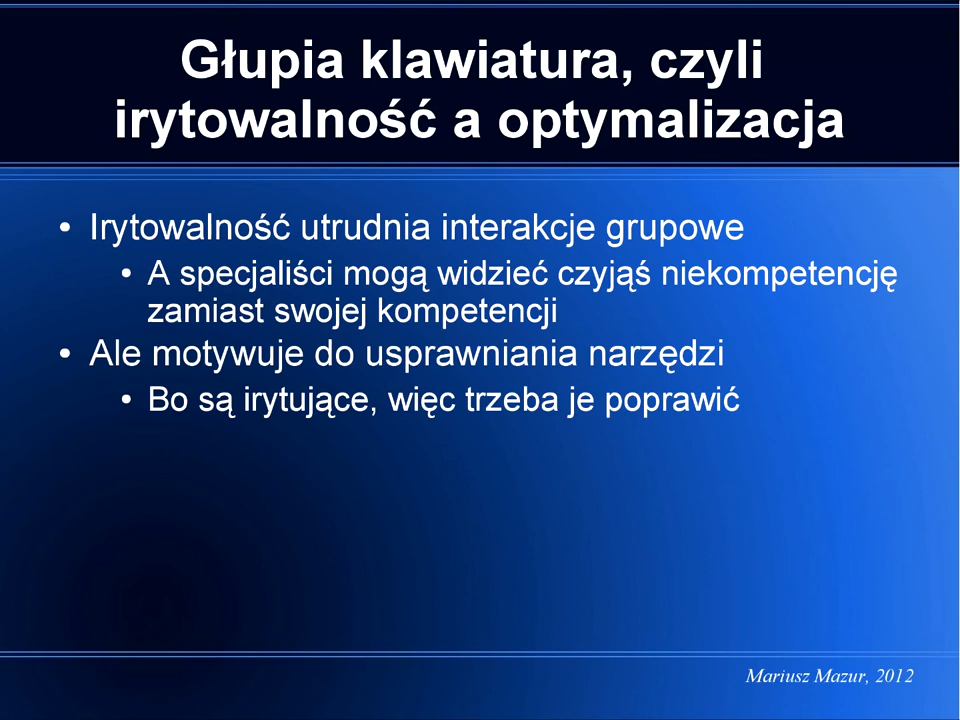 Głupia klawiatura, czyli
irytowalność a optymalizacja
• Irytowalność utrudnia interakcje grupowe
• A specjaliści mogą widzieć czyjąś niekompetencję
zamiast swojej kompetencji
• Ale motywuje do usprawniania narzędzi
• Bo są irytujące, więc trzeba je poprawić
Mariusz Mazur, 2012